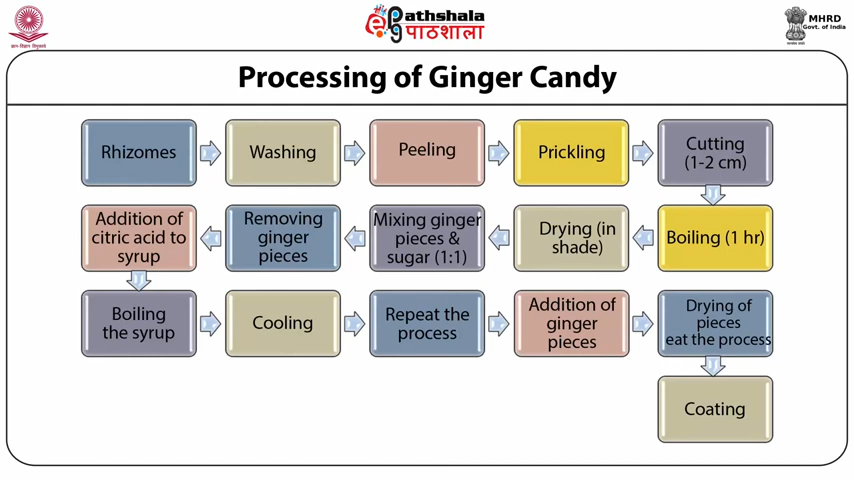 ePathshala
पाठशाला
MHRD
Govt. of India
Processing of Ginger Candy
Rhizomes
Washing
Peeling
Prickling
Cutting
(1-2 cm)
Boiling (1 hr)
Drying (in
shade)
Mixing ginger
pieces &
sugar (1:1)
Removing
ginger
pieces
Addition of
citric acid to
syrup
Boiling
the syrup
Cooling
Repeat the
process
Addition of
ginger
pieces
Drying of
pieces
eat the process
Coating